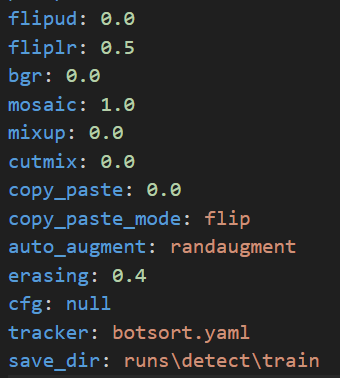 flipud: 0.0
fliplr: 0.5
bgr: 0.0
mosaic: 1.0
mixup: 0.0
cutmix: 0.0
copy_paste: 0.0
copy_paste_mode: flip
auto_augment: randaugment
erasing: 0.4
cfg: null
tracker: botsort.yaml
save_dir: runs\detect\train